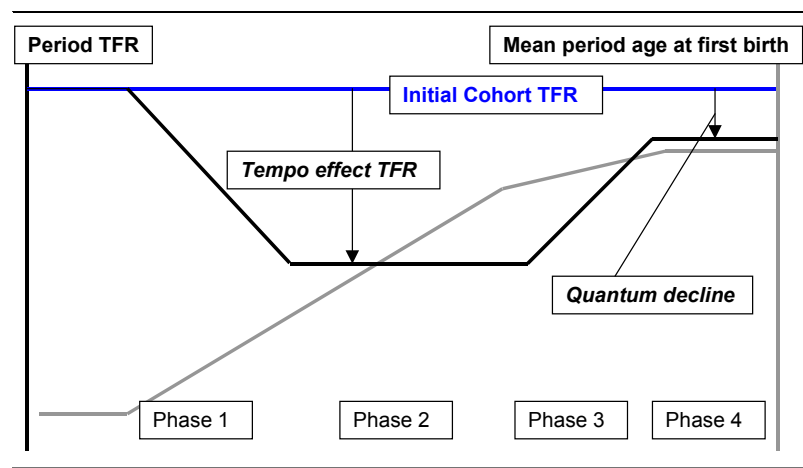 Period TFR
Mean period age at first birth
Initial Cohort TFR
Tempo effect TFR
Quantum decline
Phase 1
Phase 2
Phase 3
Phase 4